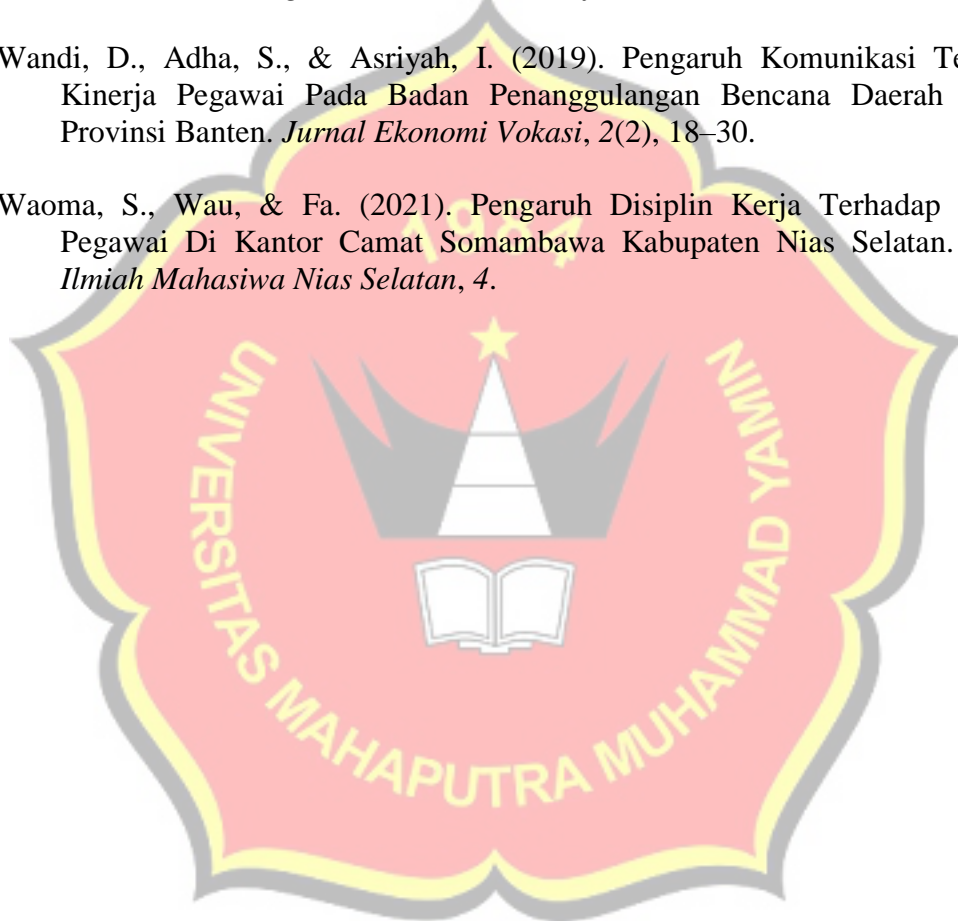 Wandi, D., Adha, S., & Asriyah, I. (2019). Pengaruh Komunikasi
Kinerja Pegawai Pada Badan Penanggulangan Bencana Daerah
Provinsi Banten. Jurnal Ekonomi Vokasi, 2(2), 18–30.
Waoma, S., Wau, & Fa. (2021). Pengaruh Disiplin Kerja Terhadap
Pegawai Di Kantor Camat Somambawa Kabupaten Nias Selatan.
Ilmiah Mahasiwa Nias Selatan, 4.
1984
UNIVERSITAS MAHAPUTRA MUHAMMAD YAMIN